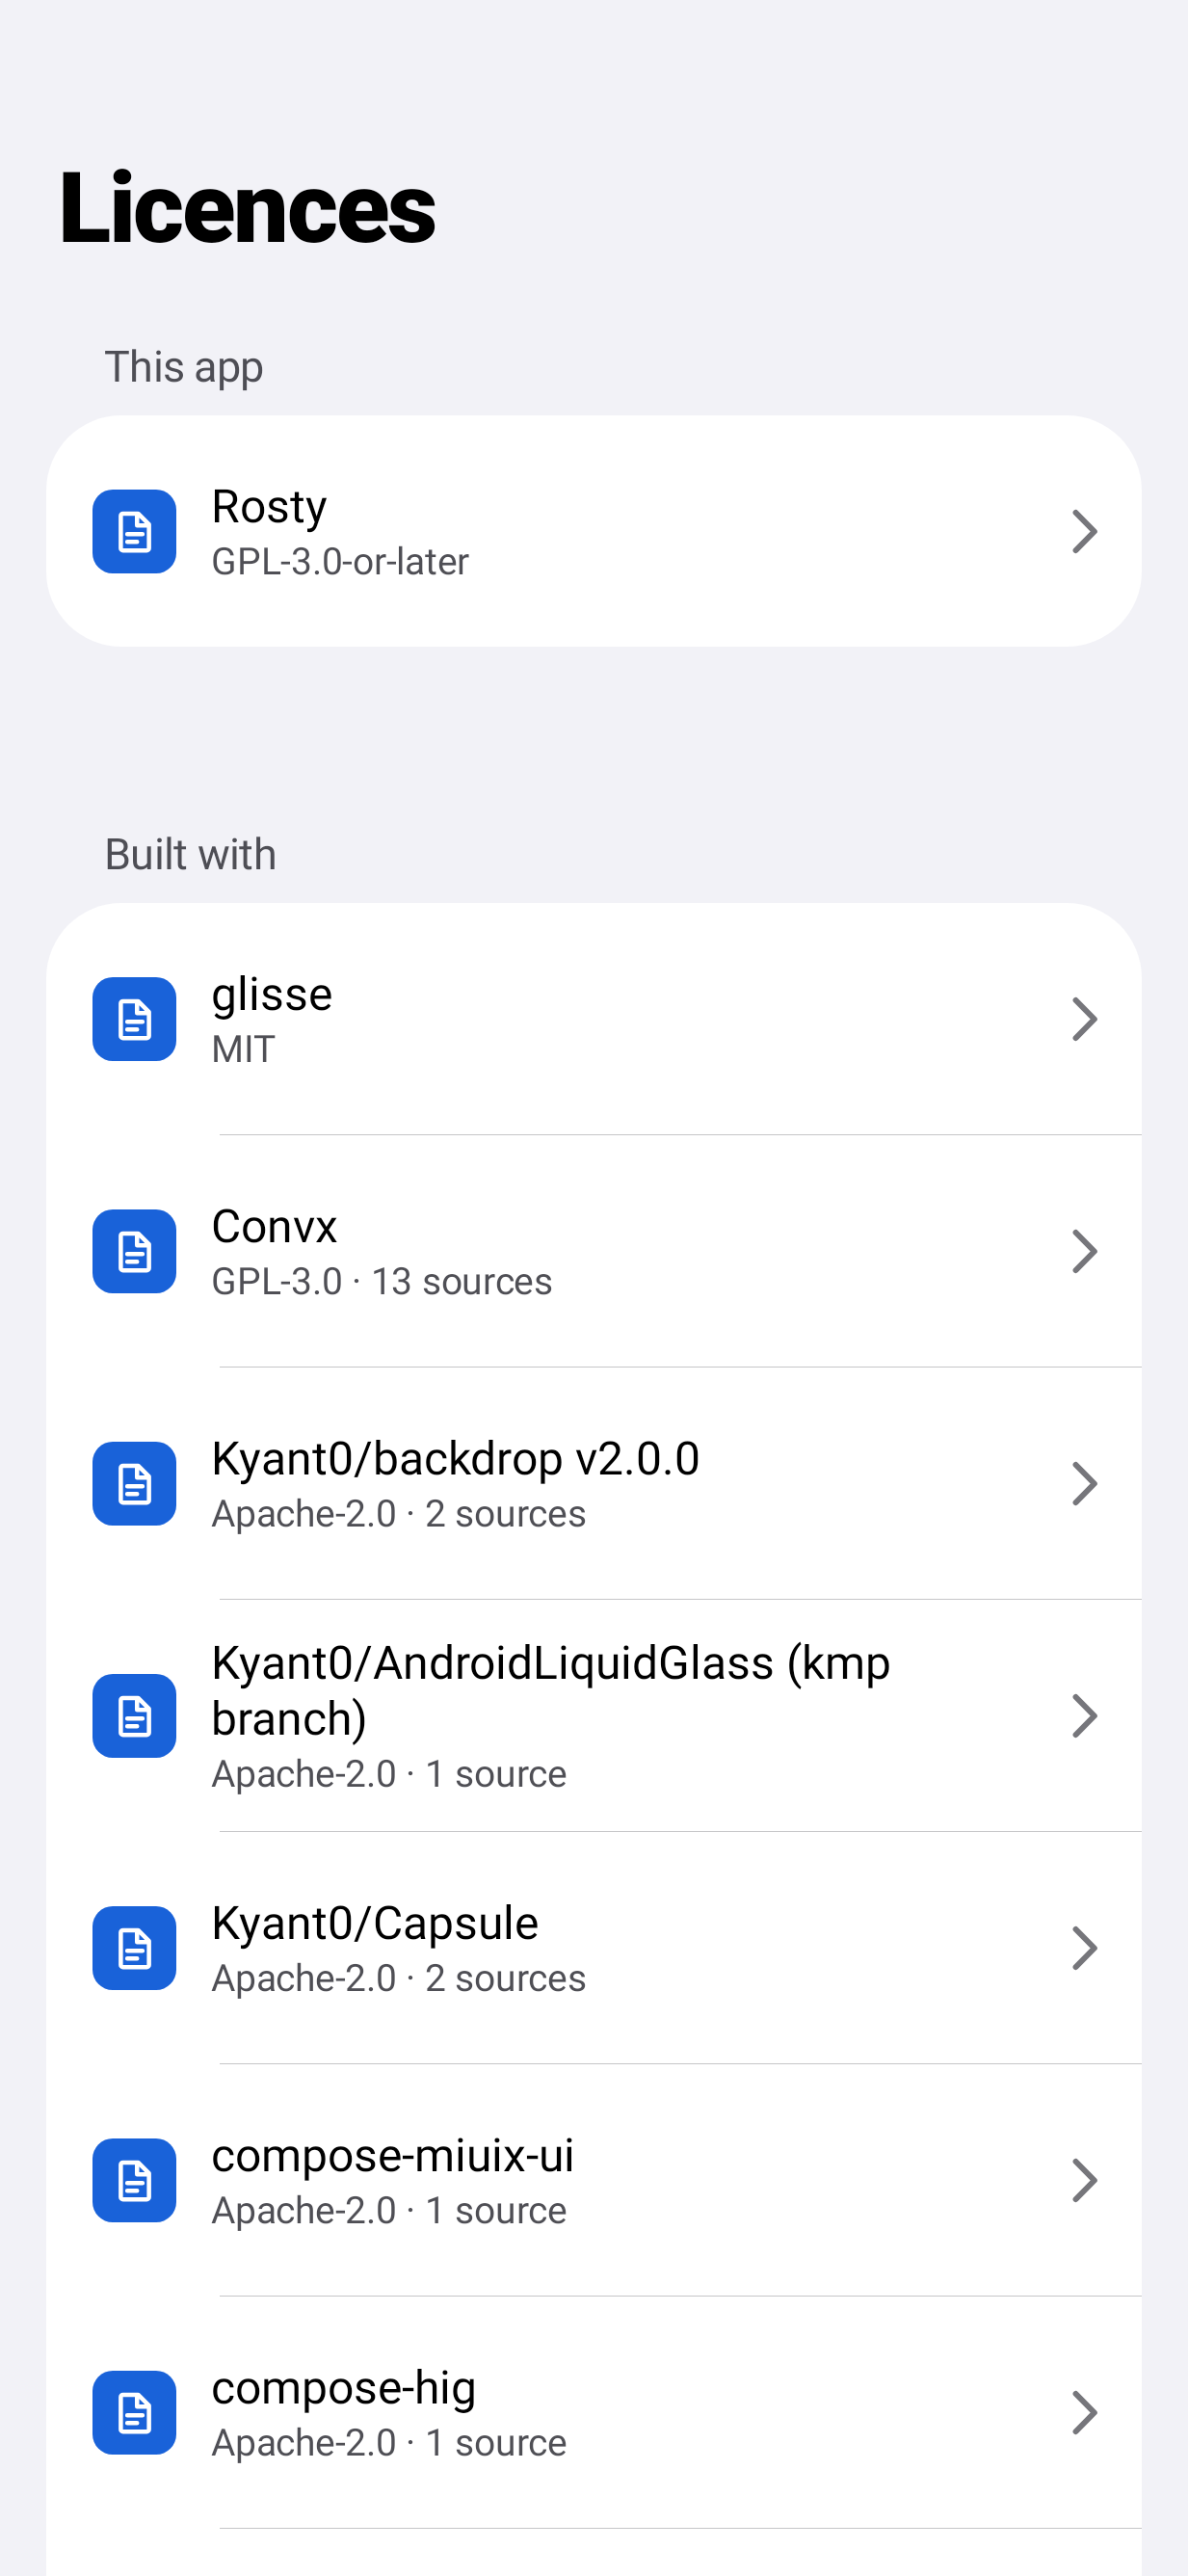 Licences
This app
Rosty
GPL-3.0-or-later
Built with
glisse
MIT
Convx
GPL-3.0 · 13 sources
Kyant0/backdrop v2.0.0
Apache-2.0 · 2 sources
Kyant0/AndroidLiquidGlass (kmp
branch)
Apache-2.0 · 1 source
Kyant0/Capsule
Apache-2.0 · 2 sources
compose-miuix-ui
Apache-2.0 · 1 source
compose-hig
Apache-2.0 · 1 source